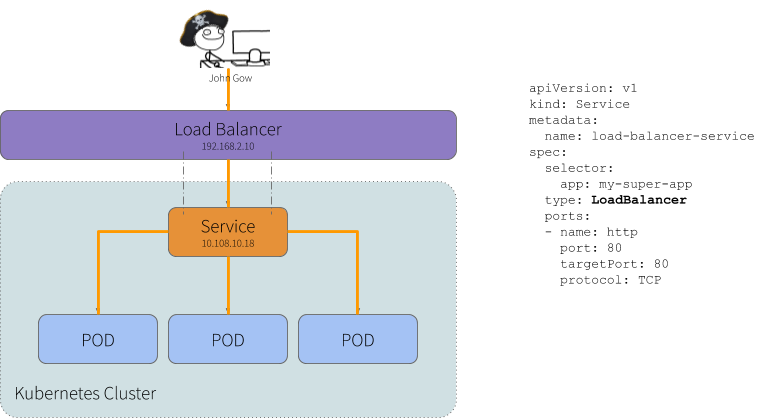 John Gow
Load Balancer
192.168.2.10
Service
10.108.10.18
POD
POD
POD
Kubernetes Cluster
apiVersion: v1
kind: Service
metadata:
  name: load-balancer-service
spec:
  selector:
    app: my-super-app
  type: LoadBalancer
  ports:
  - name: http
    port: 80
    targetPort: 80
    protocol: TCP